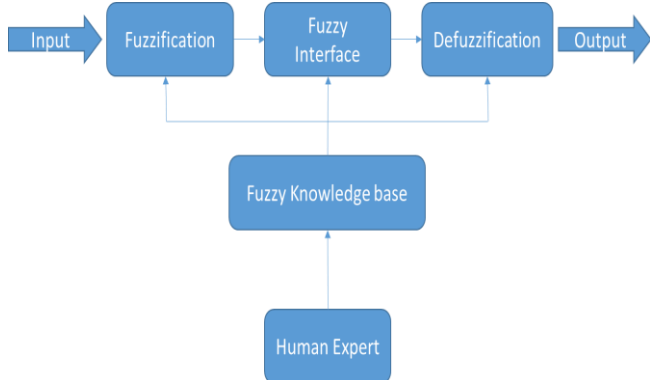 Input
Fuzzification
Fuzzy
Interface
Defuzzification
Output
Fuzzy Knowledge base
Human Expert